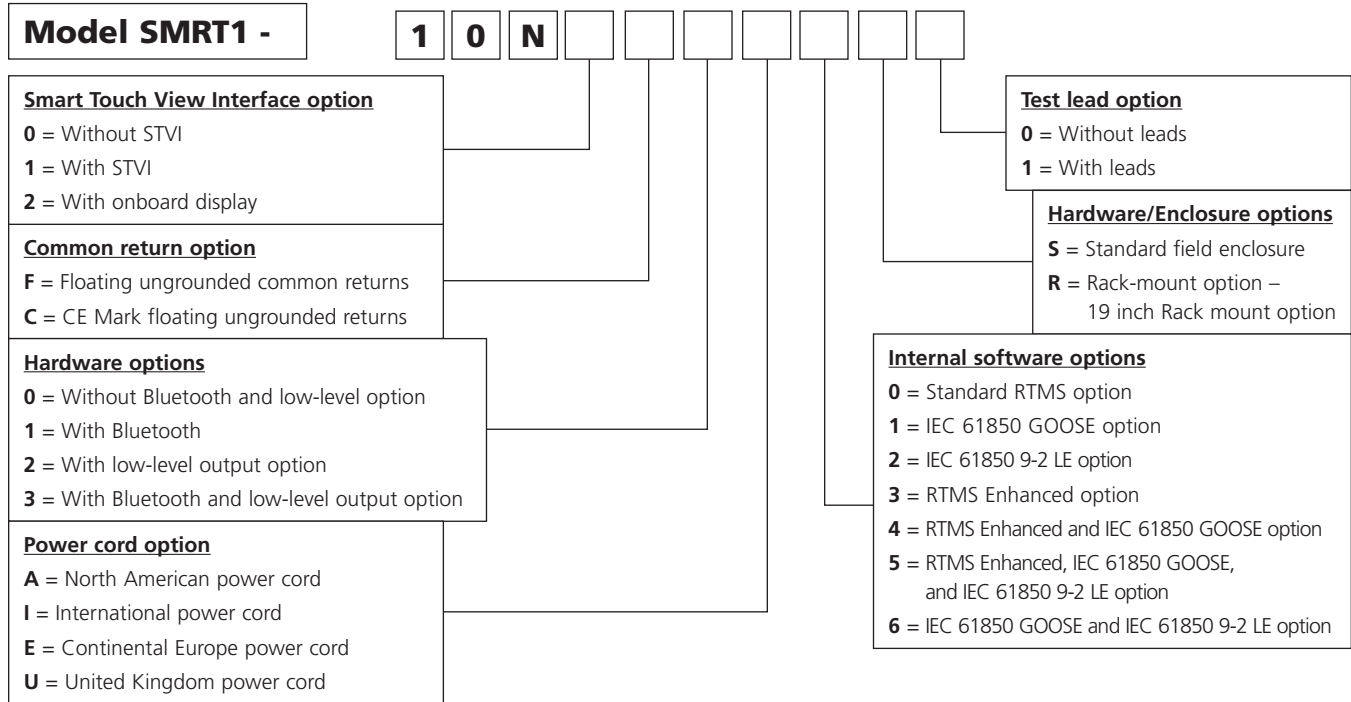 Model SMRT1 -
1 0 N
Smart Touch View Interface option
0 = Without STVI
1 = With STVI
2 = With onboard display
Common return option
F = Floating ungrounded common returns
C = CE Mark floating ungrounded returns
Hardware options
0 = Without Bluetooth and low-level option
1 = With Bluetooth
2 = With low-level output option
3 = With Bluetooth and low-level output option
Power cord option
A = North American power cord
I = International power cord
E = Continental Europe power cord
U = United Kingdom power cord
Test lead option
0 = Without leads
1 = With leads
Hardware/Enclosure options
S = Standard field enclosure
R = Rack-mount option –
19 inch Rack mount option
Internal software options
0 = Standard RTMS option
1 = IEC 61850 GOOSE option
2 = IEC 61850 9-2 LE option
3 = RTMS Enhanced option
4 = RTMS Enhanced and IEC 61850 GOOSE option
5 = RTMS Enhanced, IEC 61850 GOOSE,
and IEC 61850 9-2 LE option
6 = IEC 61850 GOOSE and IEC 61850 9-2 LE option